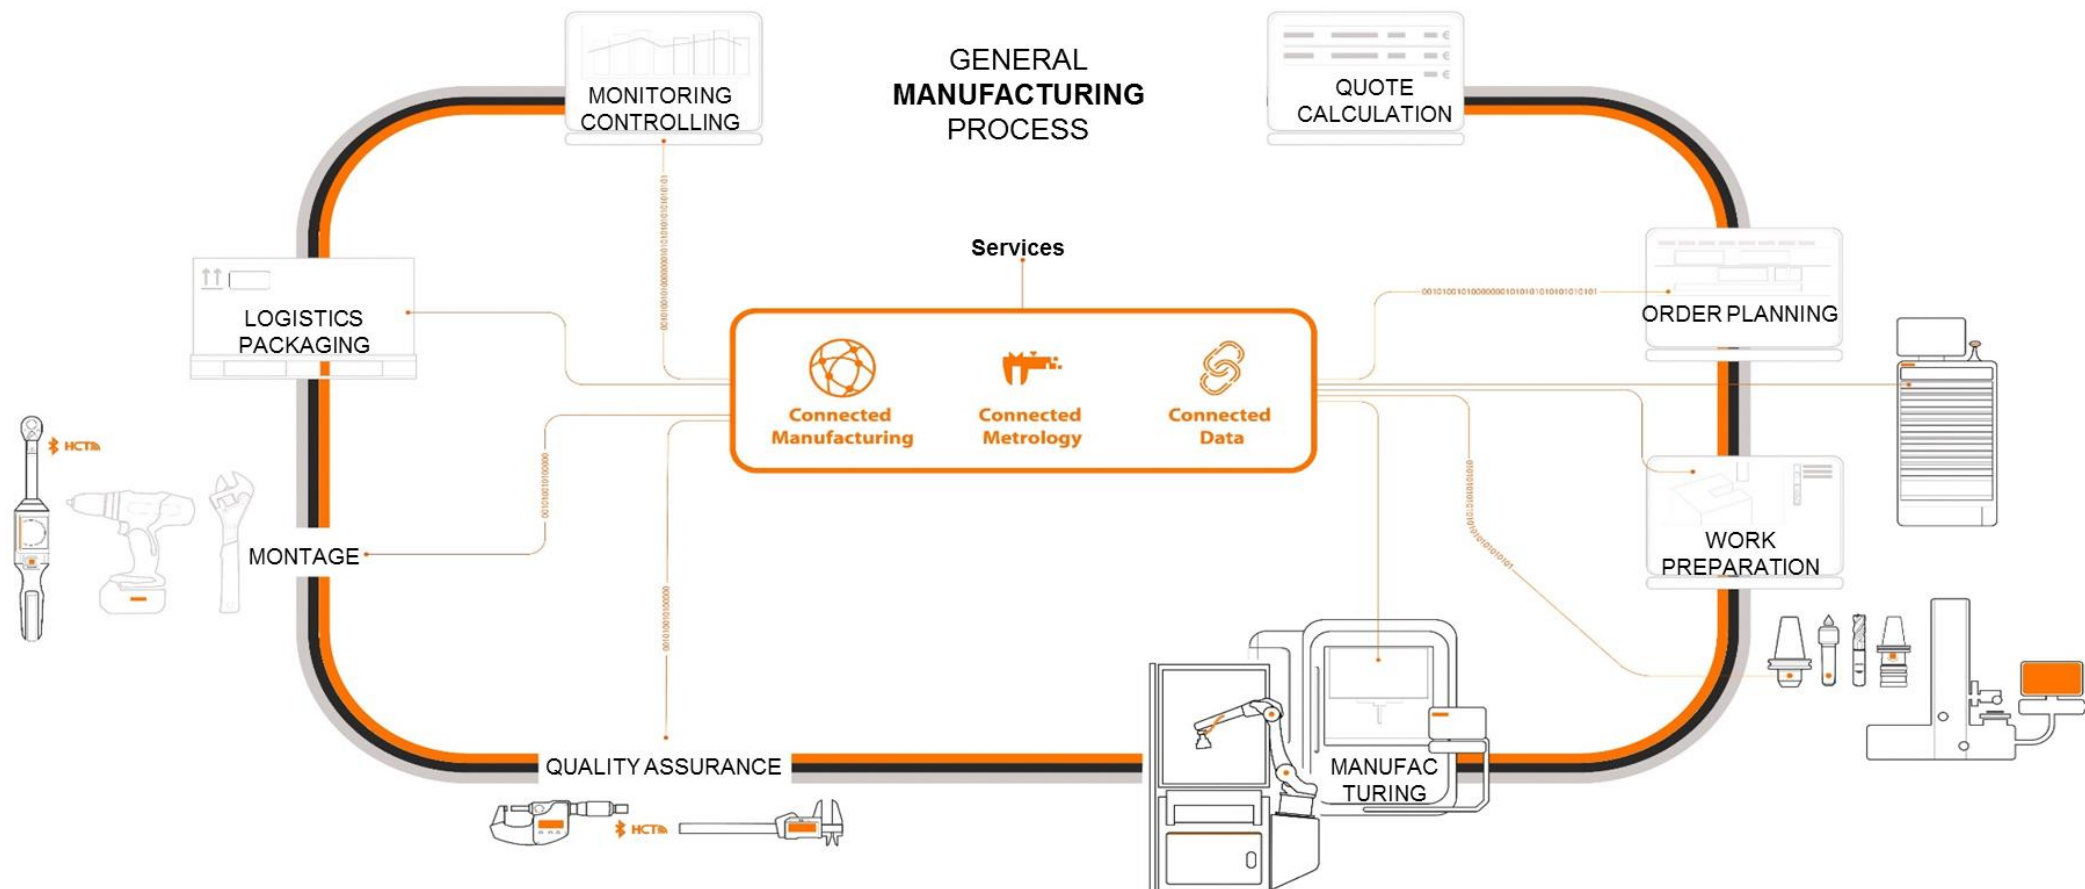 GENERAL
MANUFACTURING
PROCESS
MONITORING
CONTROLLING
QUOTE
CALCULATION
Services
LOGISTICS
PACKAGING
ORDER PLANNING
Connected
Manufacturing
Connected
Metrology
Connected
Data
HCT
MONTAGE
WORK
PREPARATION
QUALITY ASSURANCE
MANUFAC
TURING
HCT